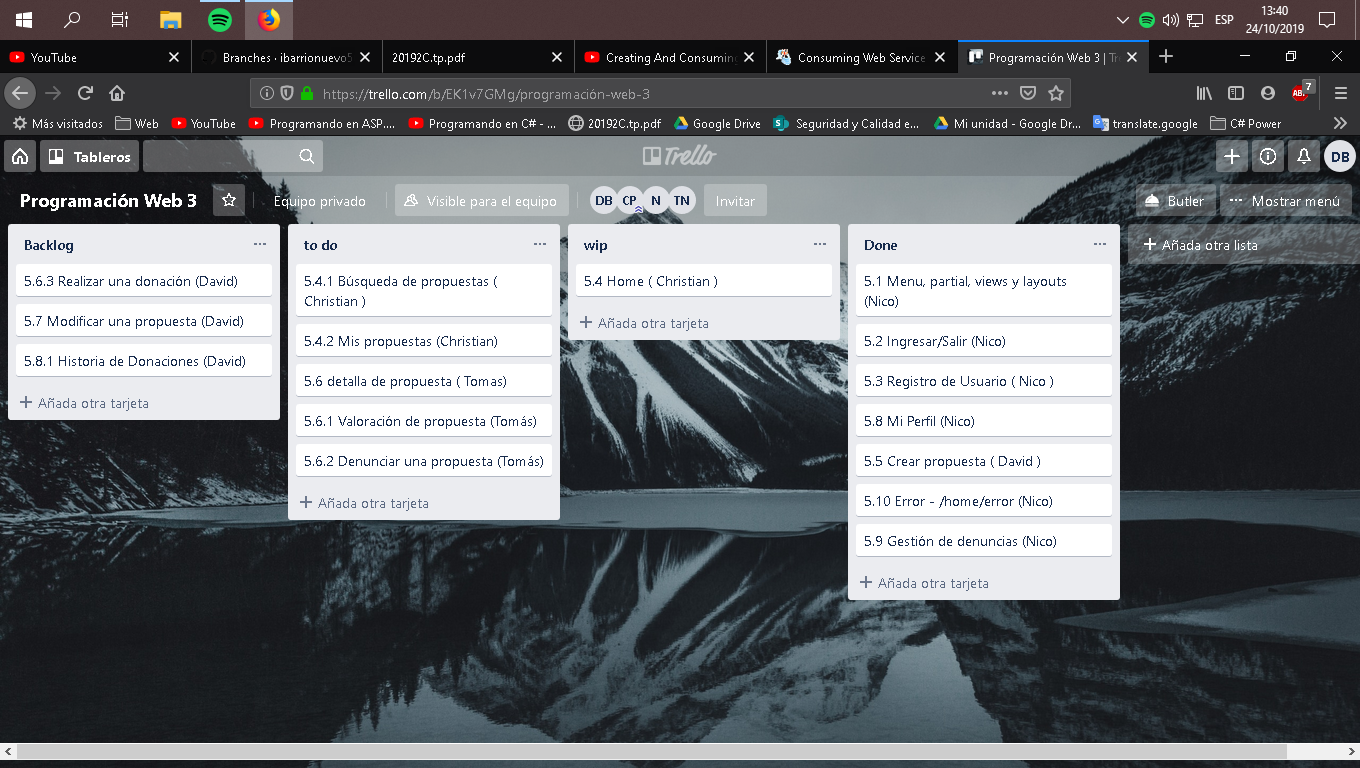 13:40
ESP
24/10/2019
YouTube
Branches · ibarrionuevo5
20192C.tp.pdf
Creating And Consuming
Consuming Web Service
Programación Web 3 | Tr
https://trello.com/b/EK1v7GMg/programación-web-3
7
ABP
Más visitados
Web
YouTube
Programando en ASP....
Programando en C# - ...
20192C.tp.pdf
Google Drive
Seguridad y Calidad e...
Mi unidad - Google Dr...
translate.google
C# Power
Tableros
Trello
DB
Programación Web 3
Equipo privado
Visible para el equipo
DB
CP
N
TN
Invitar
Butler
Mostrar menú
Backlog
5.6.3 Realizar una donación (David)
5.7 Modificar una propuesta (David)
5.8.1 Historia de Donaciones (David)
Añada otra tarjeta
to do
5.4.1 Búsqueda de propuestas (
Christian )
5.4.2 Mis propuestas (Christian)
5.6 detalla de propuesta ( Tomas)
5.6.1 Valoración de propuesta (Tomás)
5.6.2 Denunciar una propuesta (Tomás)
Añada otra tarjeta
wip
5.4 Home ( Christian )
Añada otra tarjeta
Done
5.1 Menu, partial, views y layouts
(Nico)
5.2 Ingresar/Salir (Nico)
5.3 Registro de Usuario ( Nico )
5.8 Mi Perfil (Nico)
5.5 Crear propuesta ( David )
5.10 Error - /home/error (Nico)
5.9 Gestión de denuncias (Nico)
Añada otra tarjeta
Añada otra lista